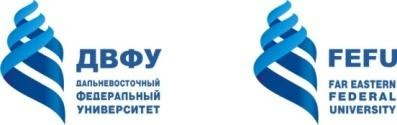 ДВФУ
ДАЛЬНЕВОСТОЧНЫЙ
ФЕДЕРАЛЬНЫЙ
УНИВЕРСИТЕТ
FEFU
FAR EASTERN
FEDERAL
UNIVERSITY